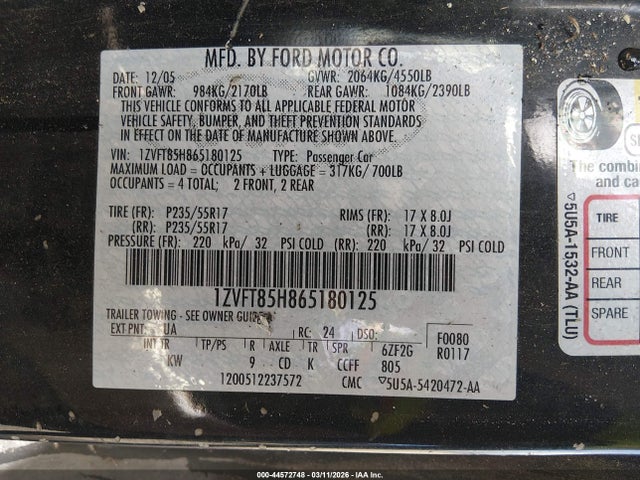 MFD. BY FORD MOTOR CO.
DATE: 12/05 GVWR: 2064KG/4550LB
FRONT GAWR: 984KG/2170LB REAR GAWR: 1084KG/2390LB
THIS VEHICLE CONFORMS TO ALL APPLICABLE FEDERAL MOTOR
VEHICLE SAFETY, BUMPER, AND THEFT PREVENTION STANDARDS
IN EFFECT ON THE DATE OF MANUFACTURE SHOWN ABOVE.
VIN: 1ZVFT85H865180125 TYPE: Passenger Car
MAXIMUM LOAD = OCCUPANTS + LUGGAGE = 317KG/ 700LB
OCCUPANTS = 4 TOTAL; 2 FRONT, 2 REAR
TIRE (FR): P235/55R17 RIMS (FR): 17 X 8.0J
(RR): P235/55R17 (RR): 17 X 8.0J
PRESSURE (FR): 220 kPa/ 32 PSI COLD (RR): 220 kPa/ 32 PSI COLD
1ZVFT85H865180125
TRAILER TOWING - SEE OWNER GUIDE
EXT PNT: UA RC: 24 DSO: F0080
INT TR TP/PS R AXLE TR SPR 6ZF2G R0117
KW 9 CD K CCFF 805
1200512237572 CMC ▽5U5A-5420472-AA
▽5U5A-1532-AA (TLU)
The combin
and ca
TIRE
FRONT
REAR
SPARE
000-44572748 - 03/11/2026 - IAA Inc.